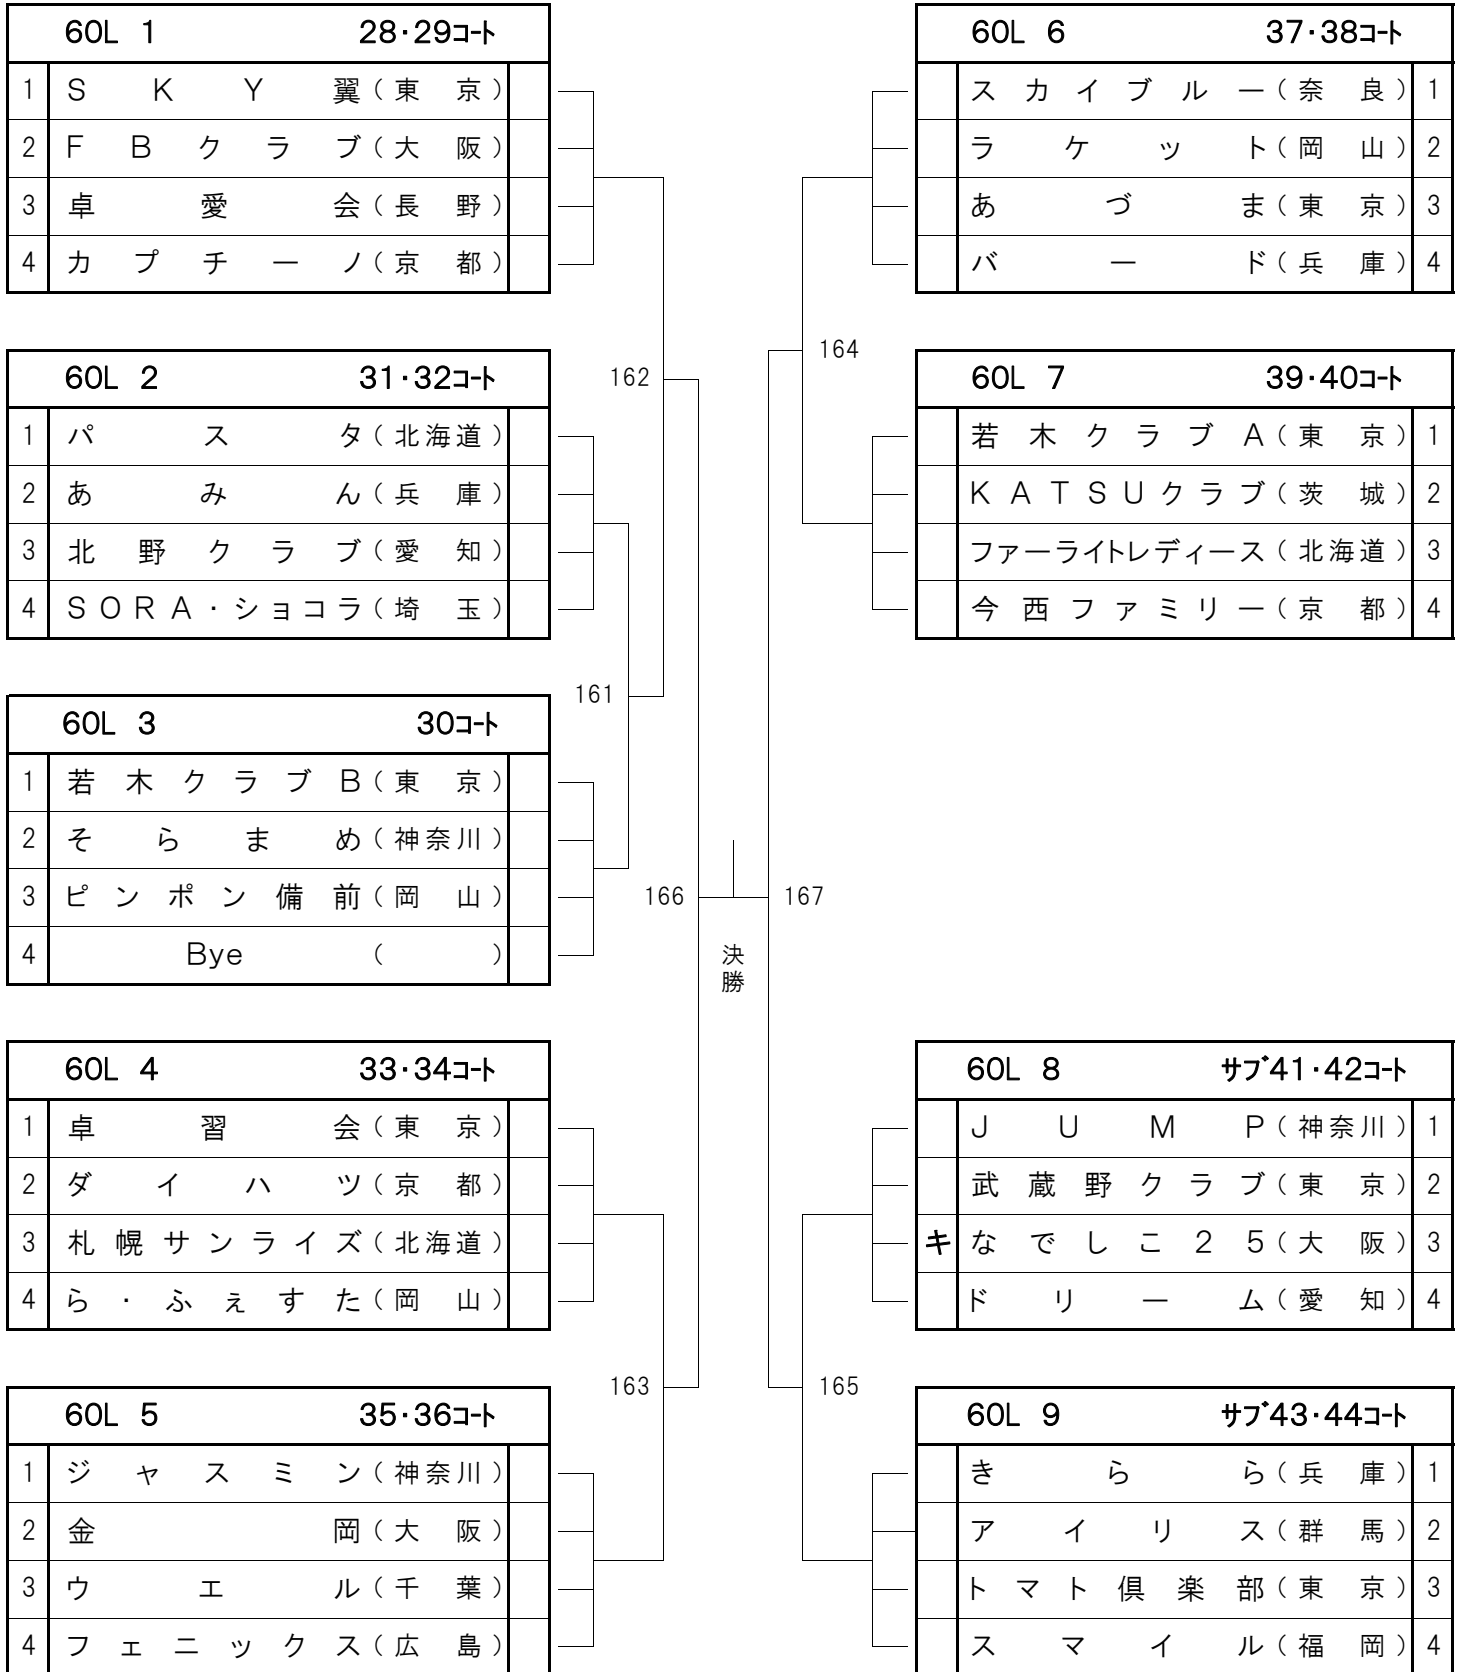 60L 1 28・29コート
1 SKY翼(東京)
2 FBクラブ(大阪)
3 卓愛会(長野)
4 カプチーノ(京都)
60L 2 31・32コート
1 パスタ(北海道)
2 あみん(兵庫)
3 北野クラブ(愛知)
4 SORA・ショコラ(埼玉)
60L 3 30コート
1 若木クラブB(東京)
2 そらまめ(神奈川)
3 ピンポン備前(岡山)
4 Bye ( )
60L 4 33・34コート
1 卓習会(東京)
2 ダイハツ(京都)
3 札幌サンライズ(北海道)
4 ら・ふぇすた(岡山)
60L 5 35・36コート
1 ジャスミン(神奈川)
2 金岡(大阪)
3 ウエル(千葉)
4 フェニックス(広島)
162
161
166
163
決勝
164
167
165
60L 6 37・38コート
スカイブルー(奈良) 1
ラケット(岡山) 2
あづま(東京) 3
バード(兵庫) 4
60L 7 39・40コート
若木クラブA(東京) 1
KATSUクラブ(茨城) 2
ファーライトレディース(北海道) 3
今西ファミリー(京都) 4
60L 8 サブ41・42コート
JUMP(神奈川) 1
武蔵野クラブ(東京) 2
キ なでしこ25(大阪) 3
ドリーム(愛知) 4
60L 9 サブ43・44コート
きらら(兵庫) 1
アイリス(群馬) 2
トマト倶楽部(東京) 3
スマイル(福岡) 4